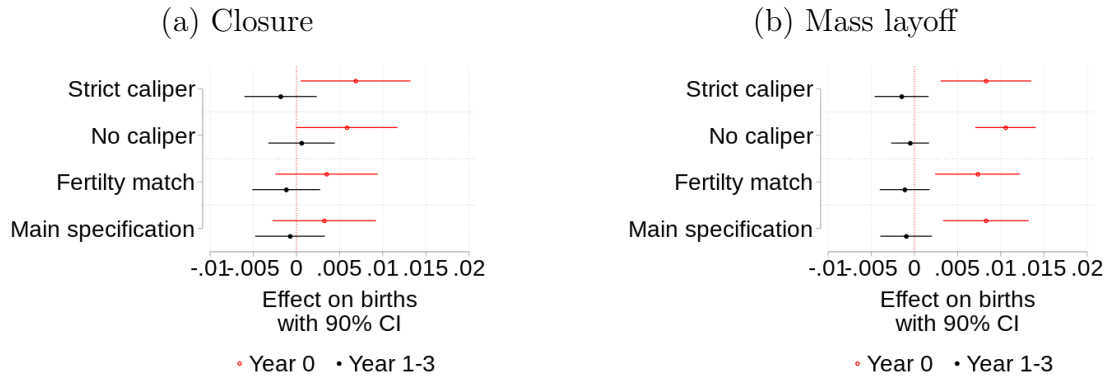 (a) Closure
Strict caliper
No caliper
Fertilty match
Main specification
-.01 -.005 0 .005 .01 .015 .02
Effect on births
with 90% CI
Year 0 Year 1-3
(b) Mass layoff
Strict caliper
No caliper
Fertilty match
Main specification
-.01 -.005 0 .005 .01 .015 .02
Effect on births
with 90% CI
Year 0 Year 1-3